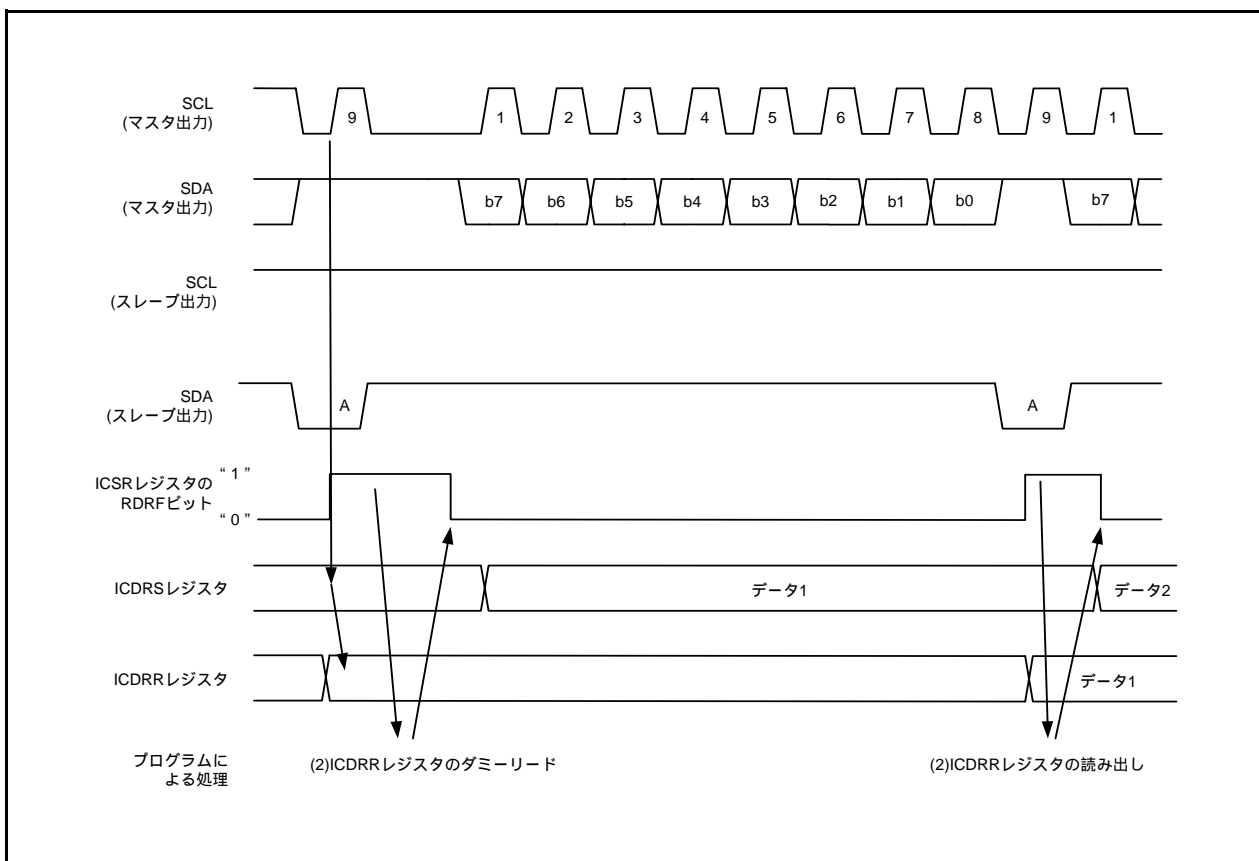 SCL
(マスタ出力)
9 1 2 3 4 5 6 7 8 9 1
SDA
(マスタ出力)
b7 b6 b5 b4 b3 b2 b1 b0 b7
SCL
(スレーブ出力)
SDA
(スレーブ出力)
A A
ICSRレジスタの
RDRFビット
“ 1 ”
“ 0 ”
ICDRSレジスタ
データ1 データ2
ICDRRレジスタ
データ1
プログラムに
よる処理
(2)ICDRRレジスタのダミーリード (2)ICDRRレジスタの読み出し